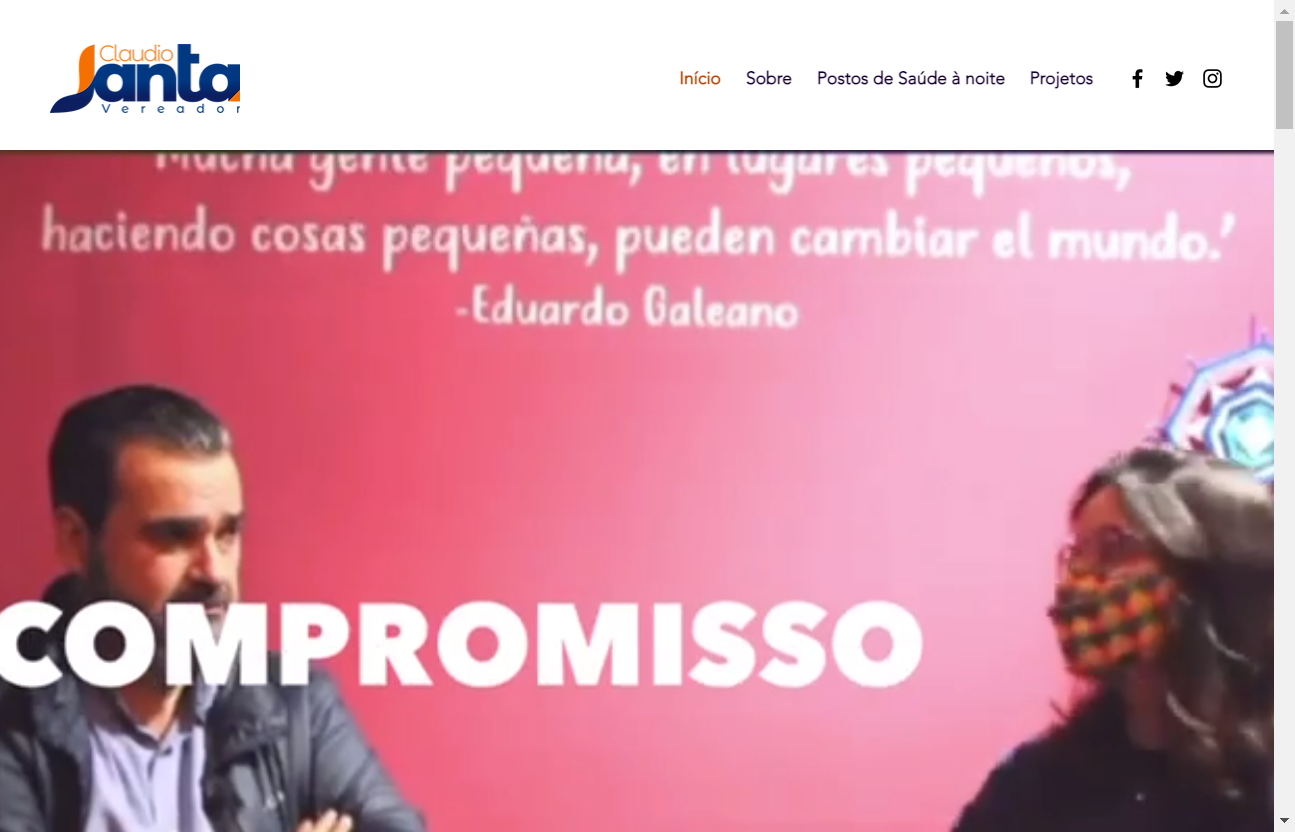 Claudio
Janta
Vereador
Início
Sobre
Postos de Saúde à noite
Projetos
Mucha gente pequeña, en lugares pequeños,
haciendo cosas pequeñas, pueden cambiar el mundo.'
-Eduardo Galeano
COMPROMISSO